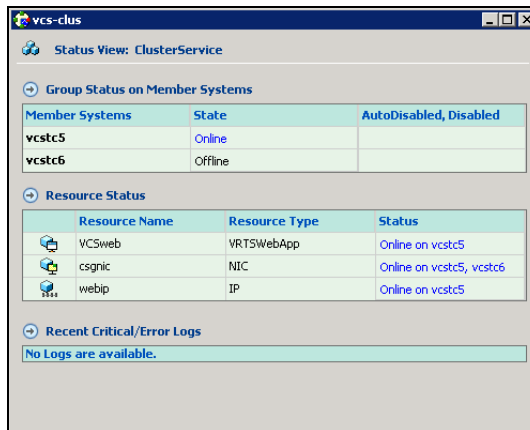 vcs-clus
Status View: ClusterService
Group Status on Member Systems
Member Systems State AutoDisabled, Disabled
vcstc5 Online
vcstc6 Offline
Resource Status
Resource Name Resource Type Status
VCSweb VRTSWebApp Online on vcstc5
csgnic NIC Online on vcstc5, vcstc6
webip IP Online on vcstc5
Recent Critical/Error Logs
No Logs are available.